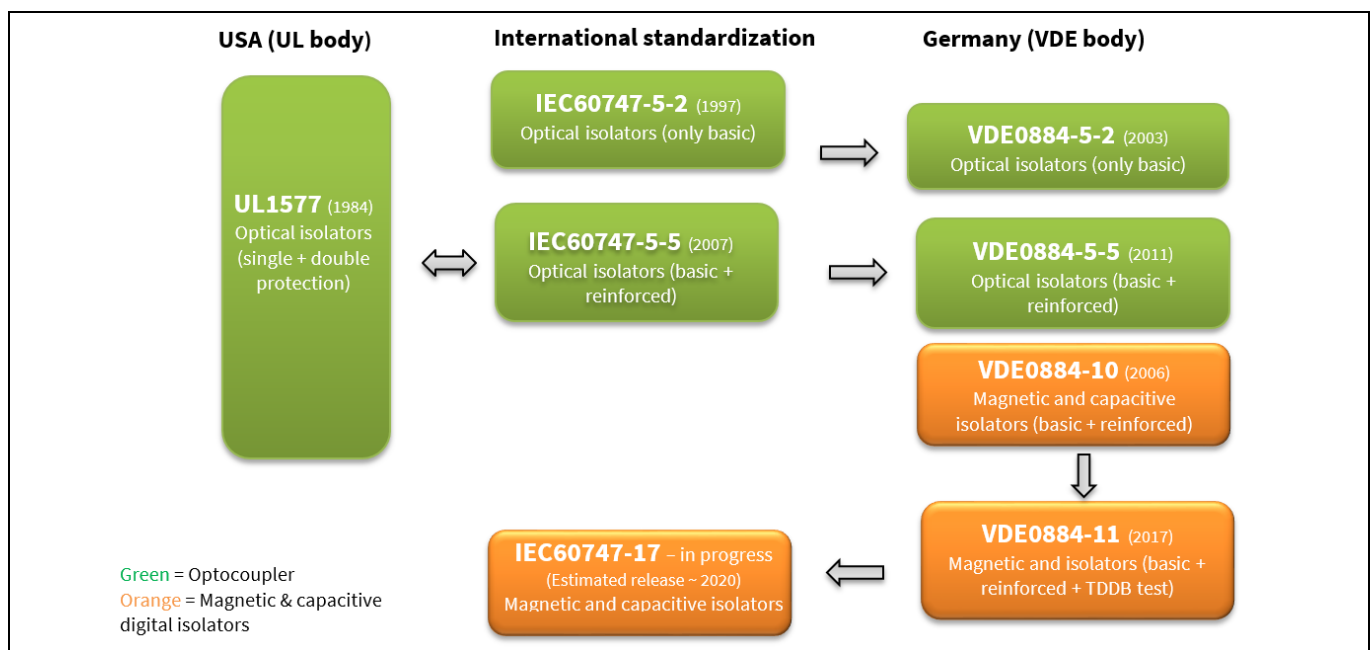 USA (UL body)
International standardization
Germany (VDE body)
UL1577 (1984)
Optical isolators
(single + double
protection)
IEC60747-5-2 (1997)
Optical isolators (only basic)
VDE0884-5-2 (2003)
Optical isolators (only basic)
IEC60747-5-5 (2007)
Optical isolators (basic +
reinforced)
VDE0884-5-5 (2011)
Optical isolators (basic +
reinforced)
VDE0884-10 (2006)
Magnetic and capacitive
isolators (basic + reinforced)
VDE0884-11 (2017)
Magnetic and isolators (basic +
reinforced + TDDB test)
IEC60747-17 – in progress
(Estimated release ~ 2020)
Magnetic and capacitive isolators
Green = Optocoupler
Orange = Magnetic & capacitive
digital isolators